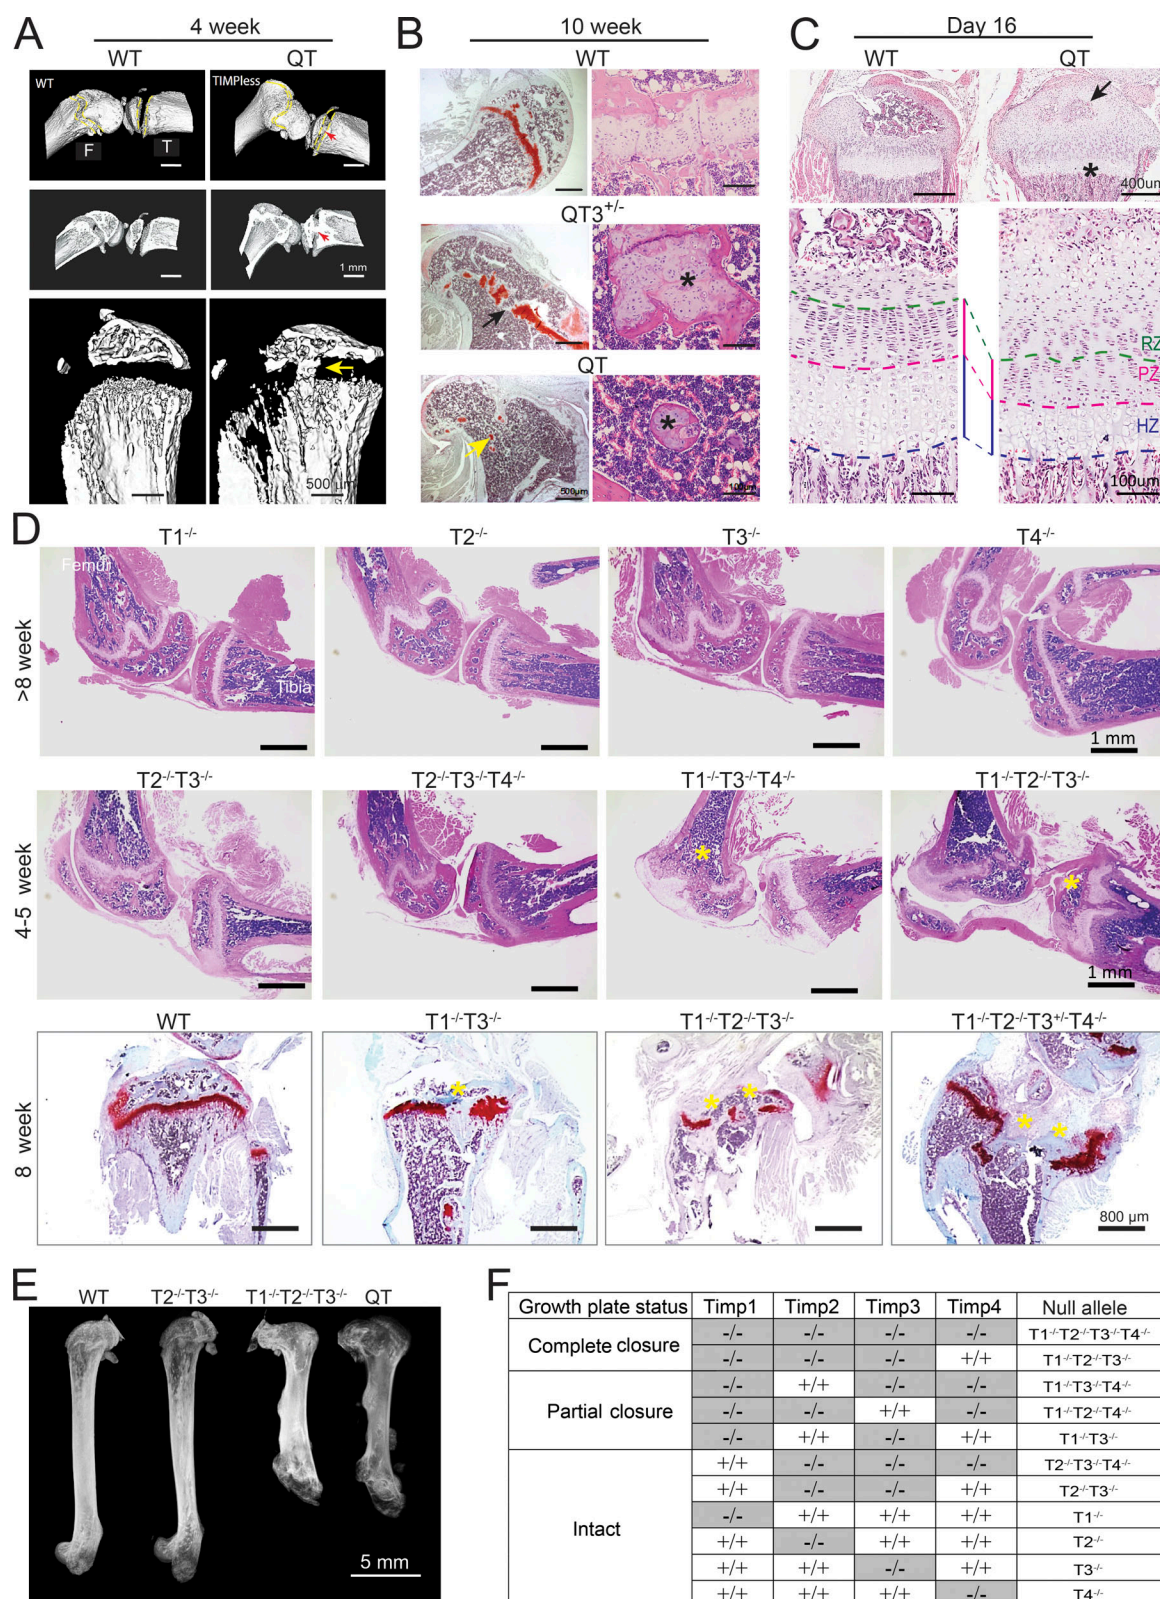 A
4 week
WT
QT
WT
TIMPless
F
T
1 mm
500 µm
B
10 week
WT
QT3+/-
QT
500µm
100µm
C
Day 16
WT
QT
400um
RZ
PZ
HZ
100um
D
T1-/-
T2-/-
T3-/-
T4-/-
>8 week
Femur
Tibia
1 mm
T2-/-T3-/-
T2-/-T3-/-T4-/-
T1-/-T3-/-T4-/-
T1-/-T2-/-T3-/-
4-5 week
1 mm
WT
T1-/-T3-/-
T1-/-T2-/-T3-/-
T1-/-T2-/-T3+/-T4-/-
8 week
800 µm
E
WT
T2-/-T3-/-
T1-/-T2-/-T3-/-
QT
5 mm
F
Growth plate status Timp1 Timp2 Timp3 Timp4 Null allele
Complete closure
-/- -/- -/- -/- T1-/-T2-/-T3-/-T4-/-
-/- -/- -/- +/+ T1-/-T2-/-T3-/-
Partial closure
-/- +/+ -/- -/- T1-/-T3-/-T4-/-
-/- -/- +/+ -/- T1-/-T2-/-T4-/-
-/- +/+ -/- +/+ T1-/-T3-/-
Intact
+/+ -/- -/- -/- T2-/-T3-/-T4-/-
+/+ -/- -/- +/+ T2-/-T3-/-
-/- +/+ +/+ +/+ T1-/-
+/+ -/- +/+ +/+ T2-/-
+/+ +/+ -/- +/+ T3-/-
+/+ +/+ +/+ -/- T4-/-